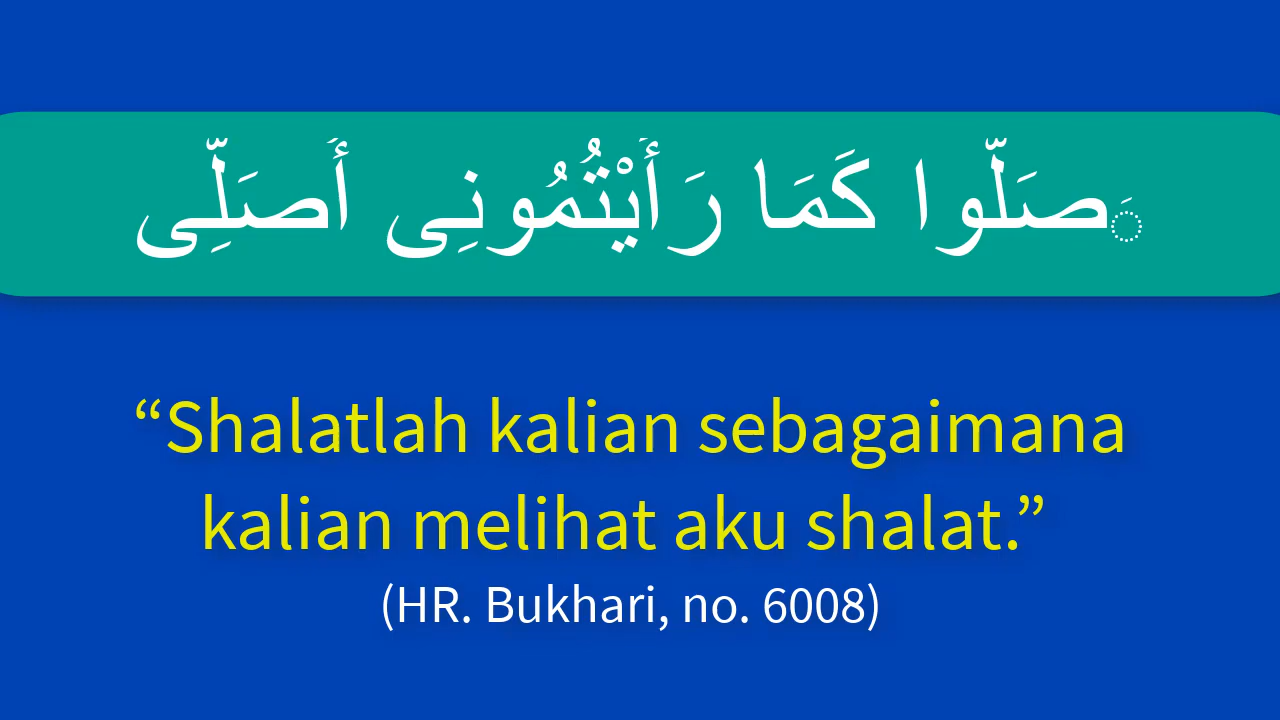 َصَلُّوا كَمَا رَأَيْتُمُونِى أُصَلِّى
“Shalatlah kalian sebagaimana
kalian melihat aku shalat.”
(HR. Bukhari, no. 6008)